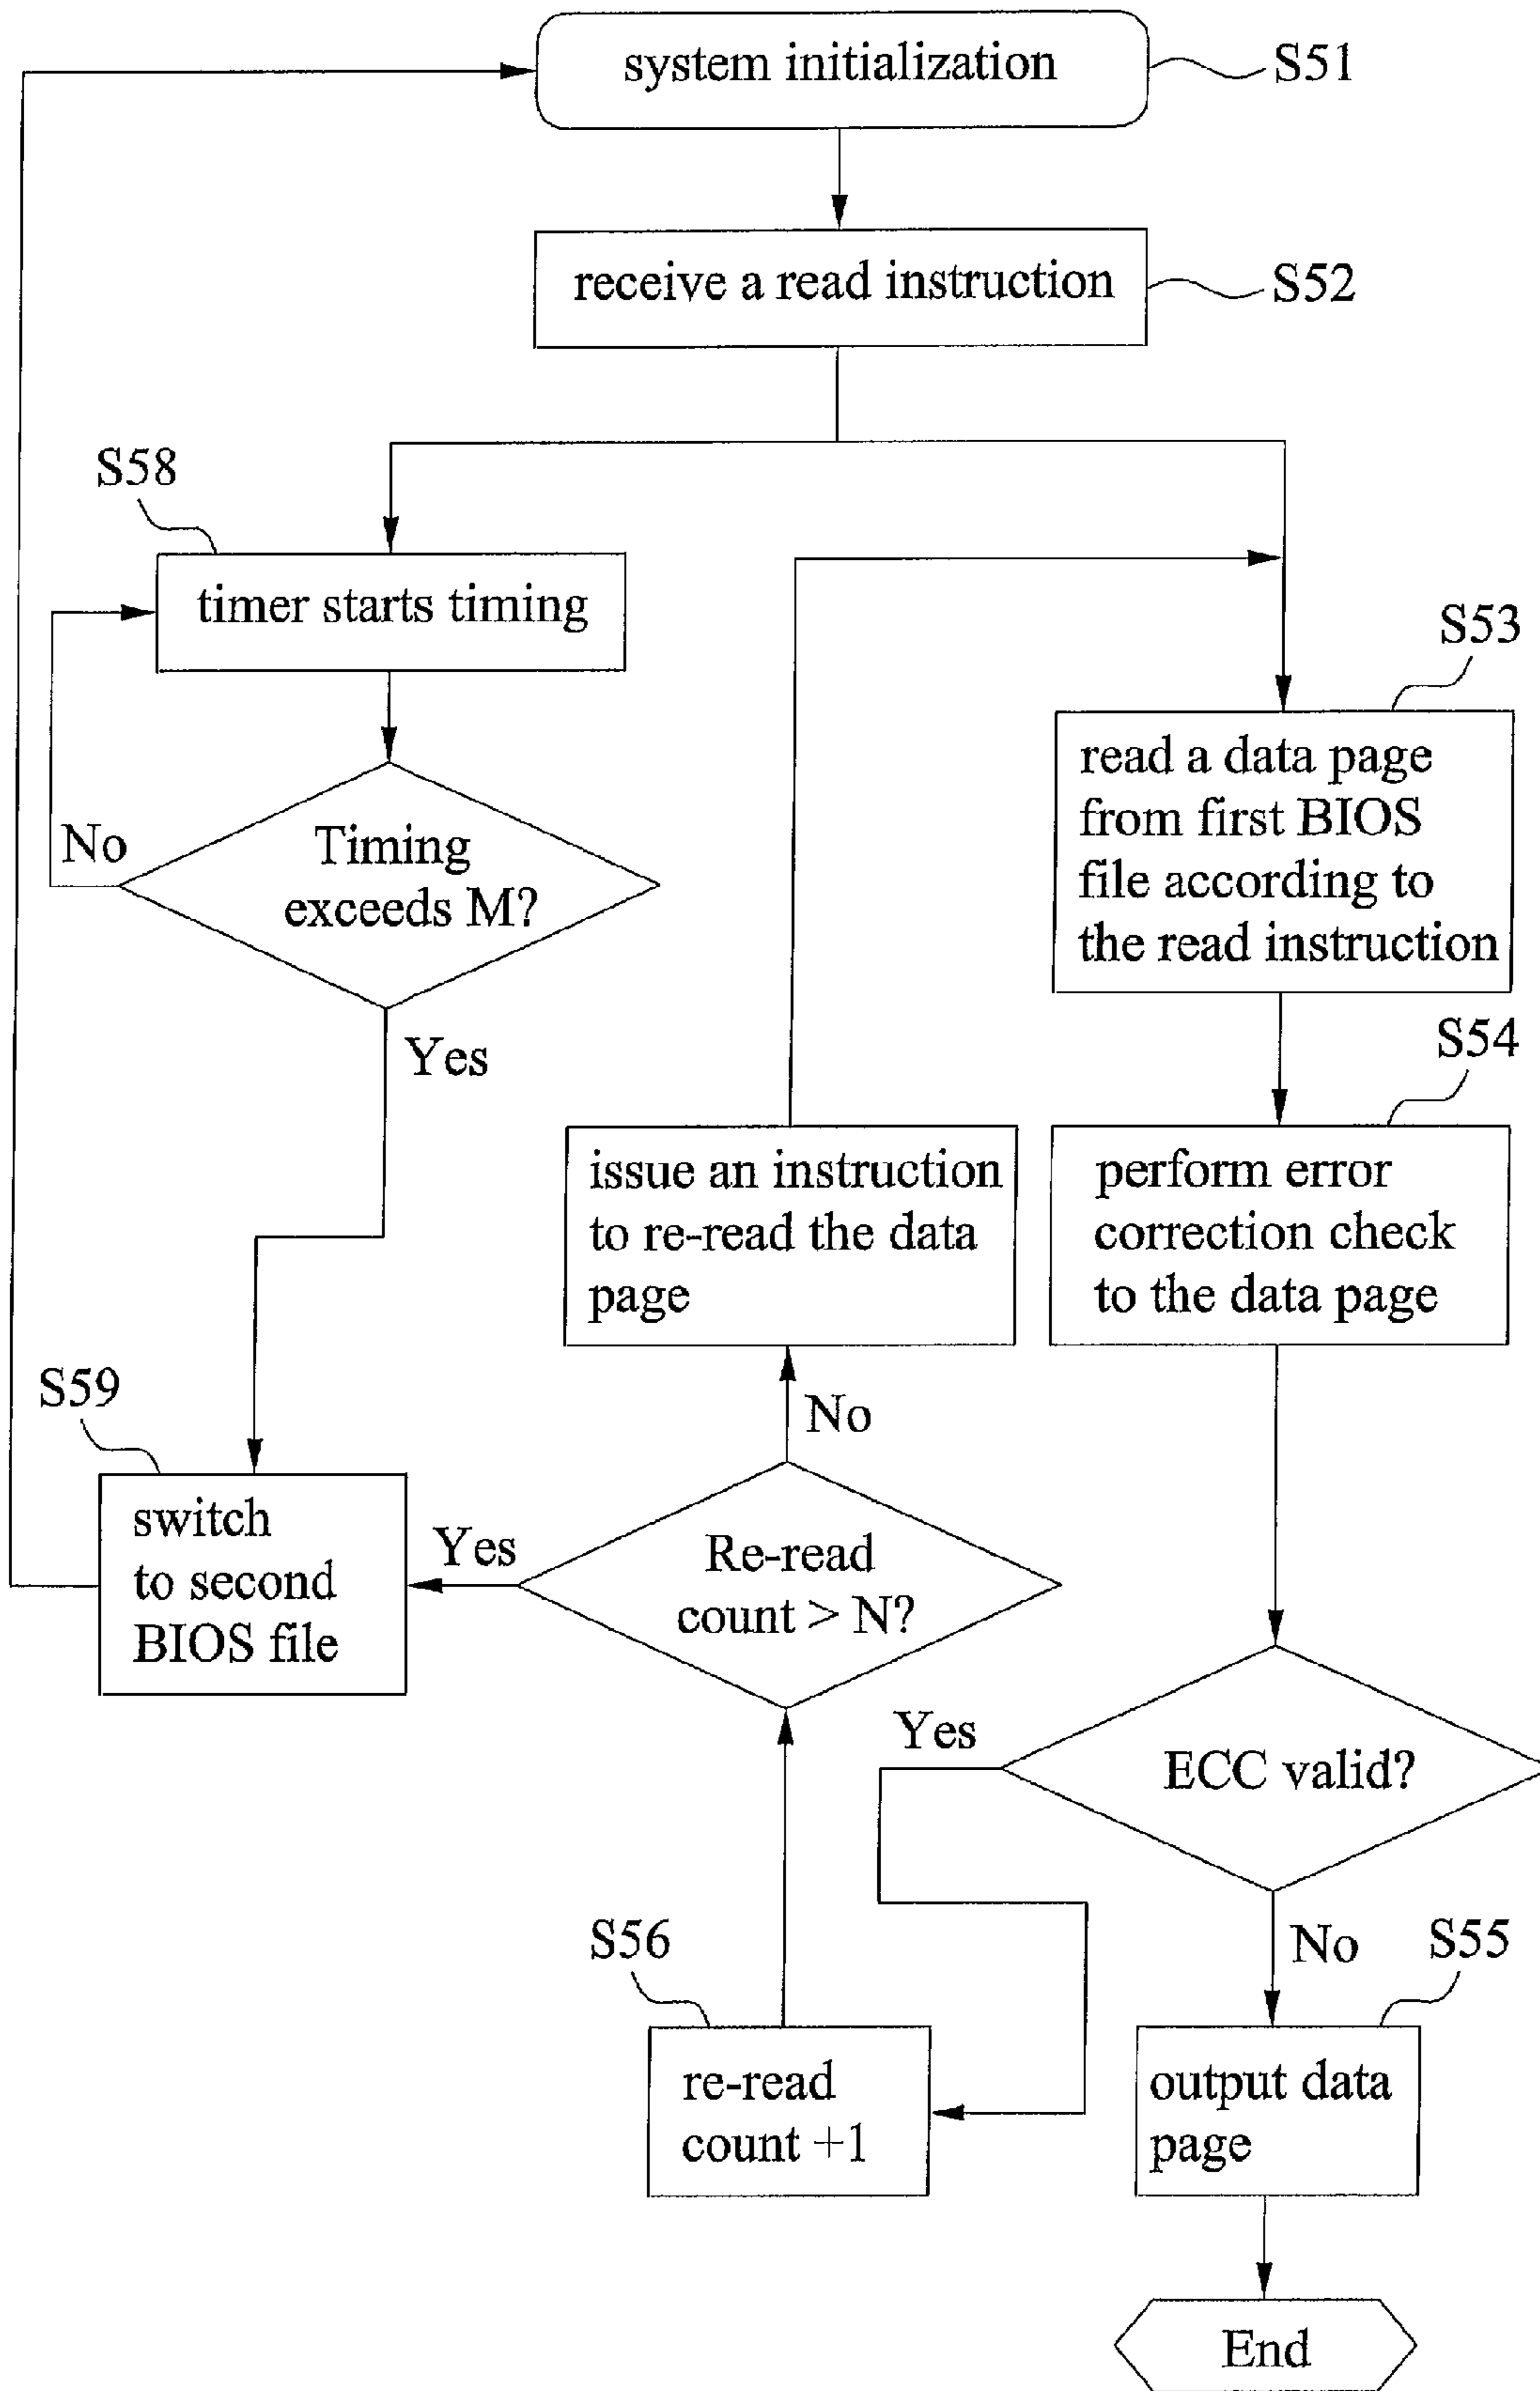 system initialization
S51
receive a read instruction
S52
S58
timer starts timing
S53
read a data page
from first BIOS
file according to
the read instruction
No
Timing
exceeds M?
Yes
S54
issue an instruction
to re-read the data
page
perform error
correction check
to the data page
S59
No
switch
to second
BIOS file
Yes
Re-read
count > N?
Yes
ECC valid?
S56
No
S55
re-read
count +1
output data
page
End